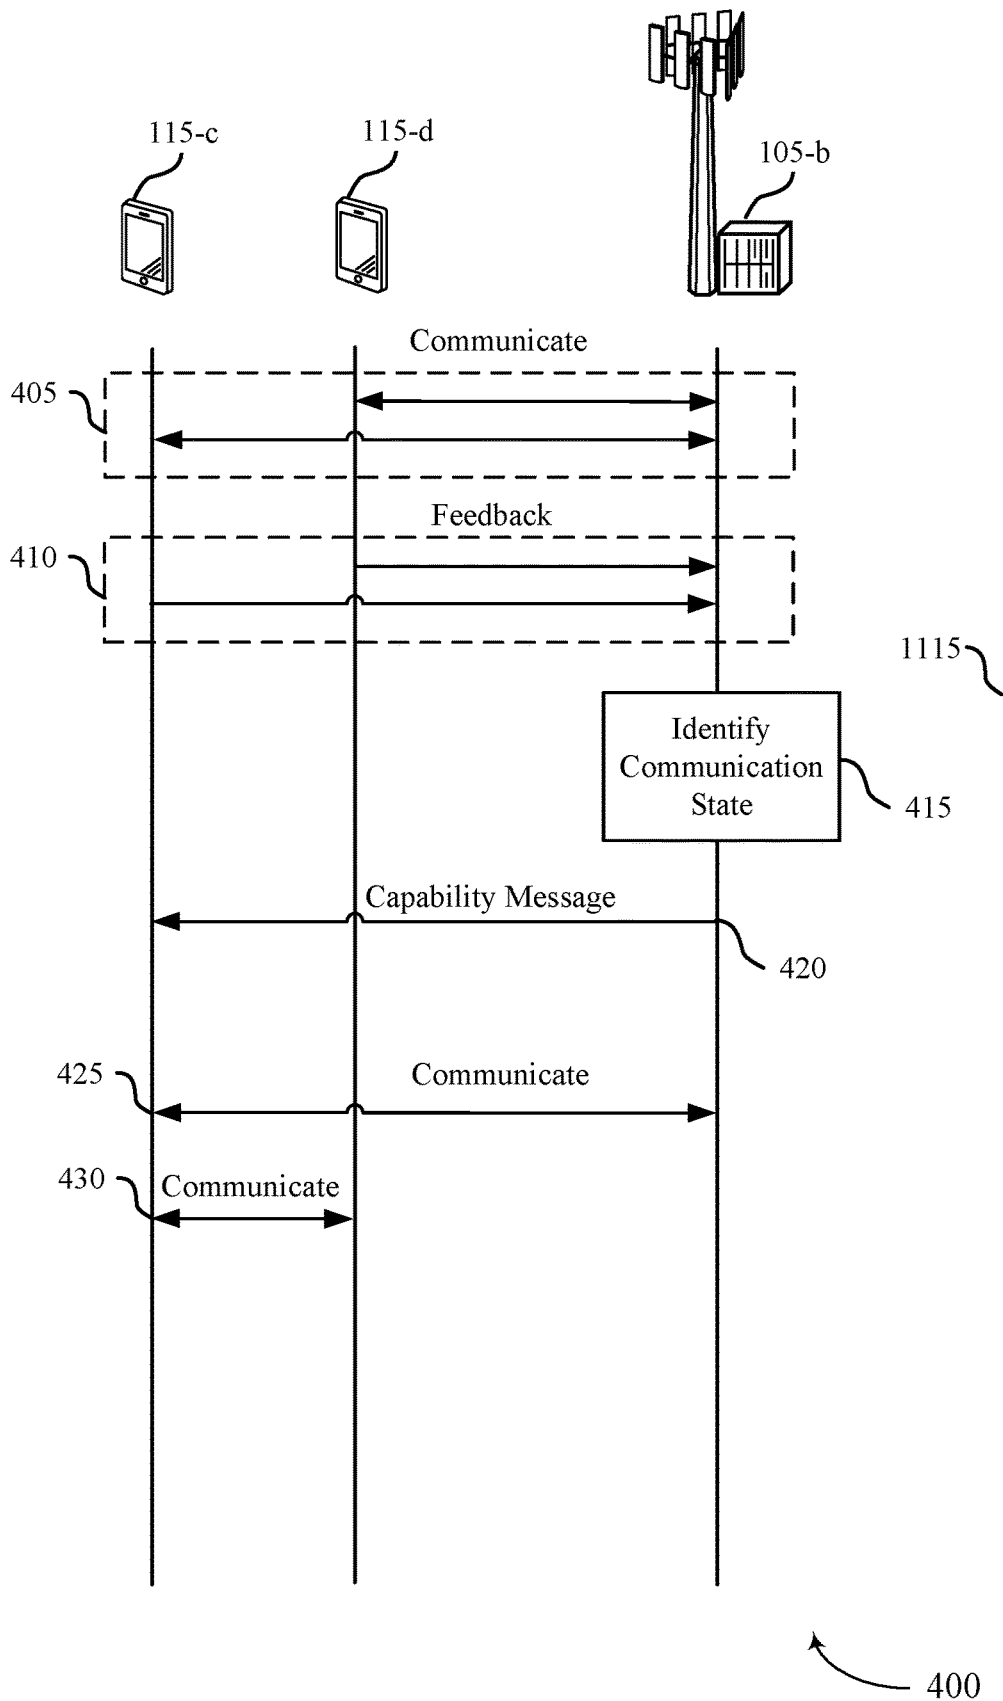 115-c
115-d
105-b
Communicate
405
Feedback
410
1115
Identify
Communication
State
415
Capability Message
420
425
Communicate
430
Communicate
400